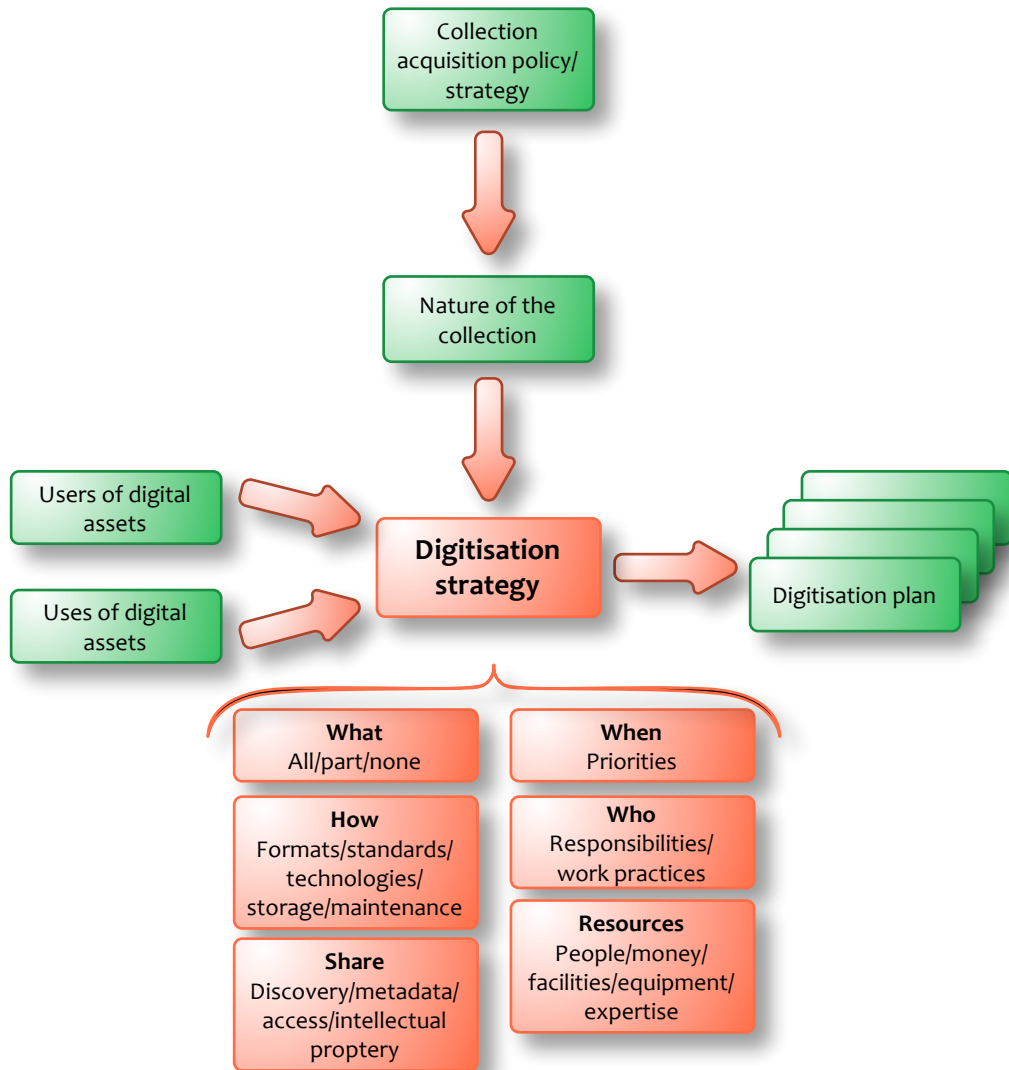 Collection
acquisition policy/
strategy
Nature of the
collection
Users of digital
assets
Uses of digital
assets
Digitisation
strategy
Digitisation plan
What
All/part/none
How
Formats/standards/
technologies/
storage/maintenance
Share
Discovery/metadata/
access/intellectual
proptery
When
Priorities
Who
Responsibilities/
work practices
Resources
People/money/
facilities/equipment/
expertise